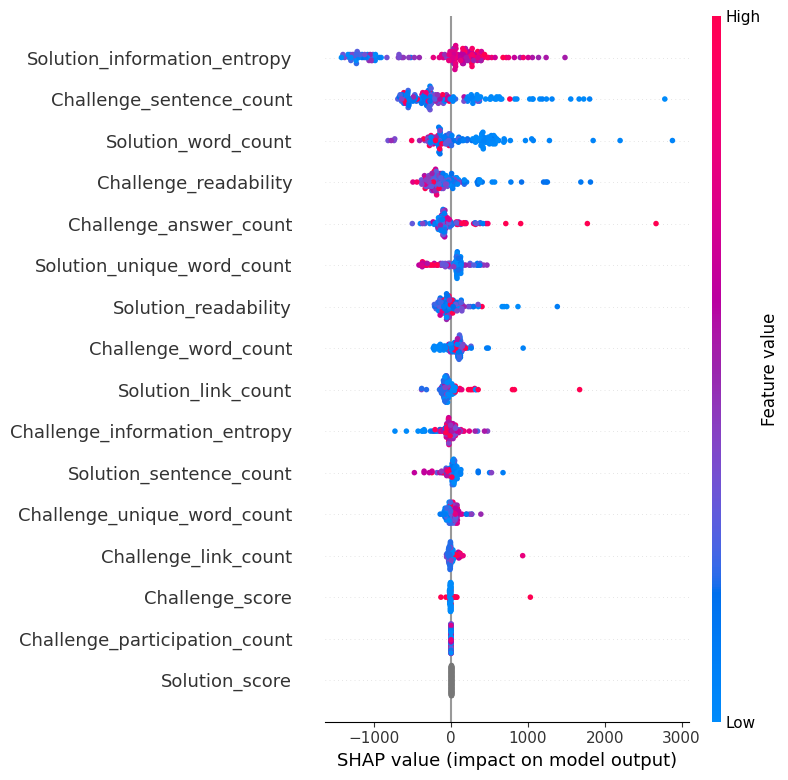 High
Solution_information_entropy
Challenge_sentence_count
Solution_word_count
Challenge_readability
Challenge_answer_count
Solution_unique_word_count
Solution_readability
Challenge_word_count
Solution_link_count
Challenge_information_entropy
Solution_sentence_count
Challenge_unique_word_count
Challenge_link_count
Challenge_score
Challenge_participation_count
Solution_score
Feature value
Low
−1000 0 1000 2000 3000
SHAP value (impact on model output)